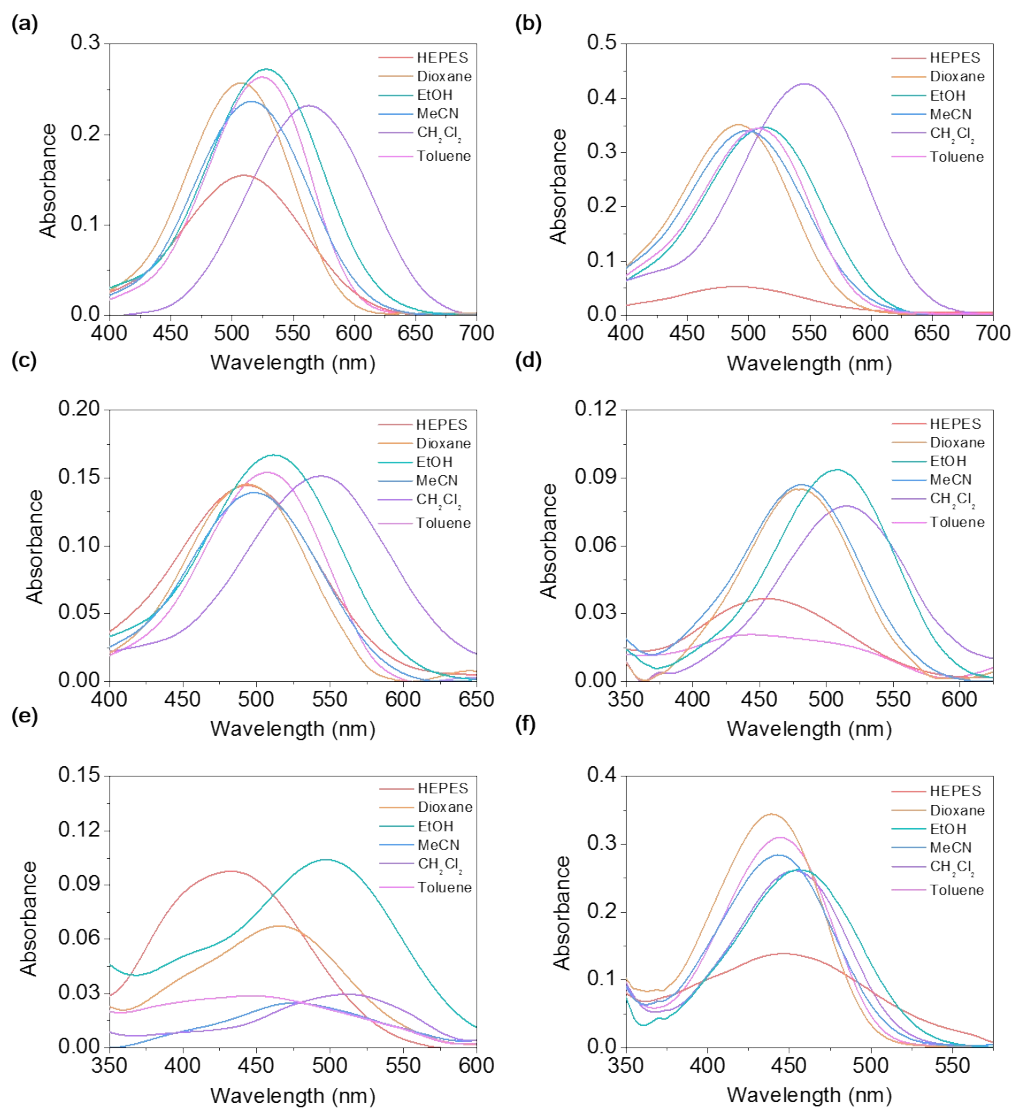 (a)
0.3
0.2
0.1
0.0
Absorbance
HEPES
Dioxane
EtOH
MeCN
CH₂Cl₂
Toluene
400 450 500 550 600 650 700
Wavelength (nm)
(b)
0.5
0.4
0.3
0.2
0.1
0.0
Absorbance
HEPES
Dioxane
EtOH
MeCN
CH₂Cl₂
Toluene
400 450 500 550 600 650 700
Wavelength (nm)
(c)
0.20
0.15
0.10
0.05
0.00
Absorbance
HEPES
Dioxane
EtOH
MeCN
CH₂Cl₂
Toluene
400 450 500 550 600 650
Wavelength (nm)
(d)
0.12
0.09
0.06
0.03
0.00
Absorbance
HEPES
Dioxane
EtOH
MeCN
CH₂Cl₂
Toluene
350 400 450 500 550 600
Wavelength (nm)
(e)
0.15
0.12
0.09
0.06
0.03
0.00
Absorbance
HEPES
Dioxane
EtOH
MeCN
CH₂Cl₂
Toluene
350 400 450 500 550 600
Wavelength (nm)
(f)
0.4
0.3
0.2
0.1
0.0
Absorbance
HEPES
Dioxane
EtOH
MeCN
CH₂Cl₂
Toluene
350 400 450 500 550
Wavelength (nm)